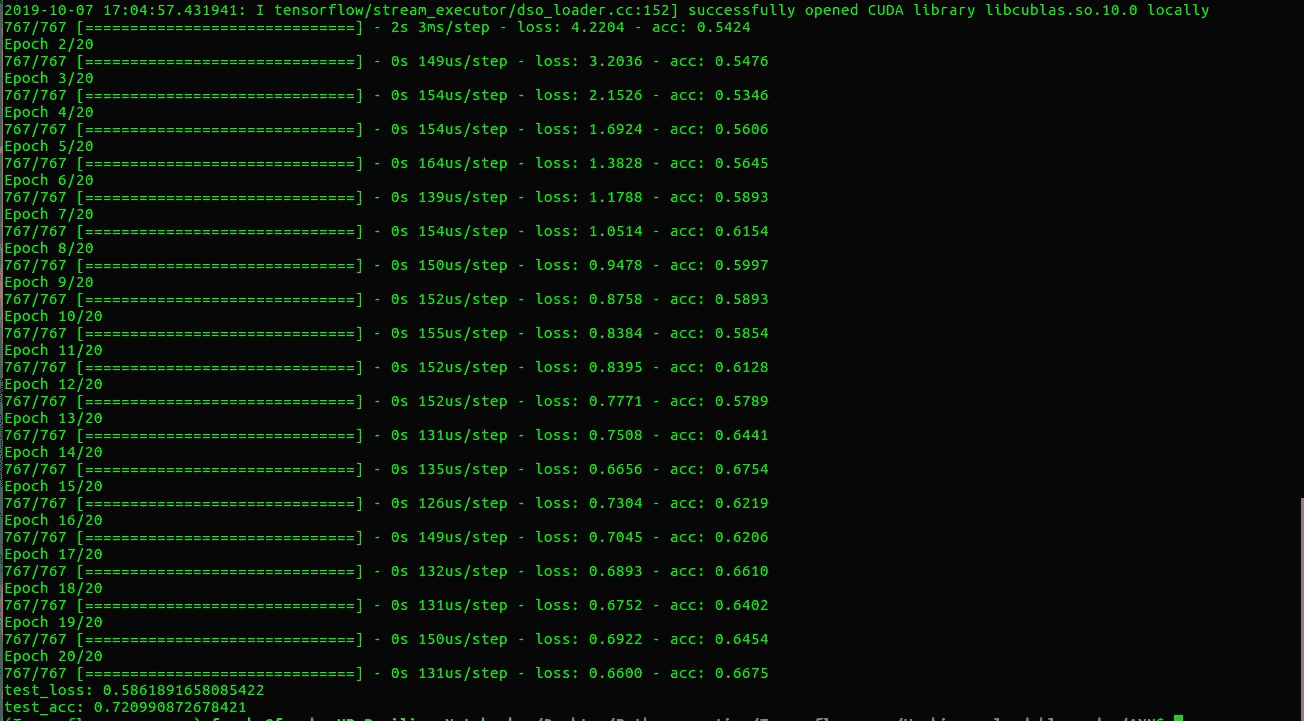 2019-10-07 17:04:57.431941: I tensorflow/stream_executor/dso_loader.cc:152] successfully opened CUDA library libcublas.so.10.0 locally
767/767 [==============================] - 2s 3ms/step - loss: 4.2204 - acc: 0.5424
Epoch 2/20
767/767 [==============================] - 0s 149us/step - loss: 3.2036 - acc: 0.5476
Epoch 3/20
767/767 [==============================] - 0s 154us/step - loss: 2.1526 - acc: 0.5346
Epoch 4/20
767/767 [==============================] - 0s 154us/step - loss: 1.6924 - acc: 0.5606
Epoch 5/20
767/767 [==============================] - 0s 164us/step - loss: 1.3828 - acc: 0.5645
Epoch 6/20
767/767 [==============================] - 0s 139us/step - loss: 1.1788 - acc: 0.5893
Epoch 7/20
767/767 [==============================] - 0s 154us/step - loss: 1.0514 - acc: 0.6154
Epoch 8/20
767/767 [==============================] - 0s 150us/step - loss: 0.9478 - acc: 0.5997
Epoch 9/20
767/767 [==============================] - 0s 152us/step - loss: 0.8758 - acc: 0.5893
Epoch 10/20
767/767 [==============================] - 0s 155us/step - loss: 0.8384 - acc: 0.5854
Epoch 11/20
767/767 [==============================] - 0s 152us/step - loss: 0.8395 - acc: 0.6128
Epoch 12/20
767/767 [==============================] - 0s 152us/step - loss: 0.7771 - acc: 0.5789
Epoch 13/20
767/767 [==============================] - 0s 131us/step - loss: 0.7508 - acc: 0.6441
Epoch 14/20
767/767 [==============================] - 0s 135us/step - loss: 0.6656 - acc: 0.6754
Epoch 15/20
767/767 [==============================] - 0s 126us/step - loss: 0.7304 - acc: 0.6219
Epoch 16/20
767/767 [==============================] - 0s 149us/step - loss: 0.7045 - acc: 0.6206
Epoch 17/20
767/767 [==============================] - 0s 132us/step - loss: 0.6893 - acc: 0.6610
Epoch 18/20
767/767 [==============================] - 0s 131us/step - loss: 0.6752 - acc: 0.6402
Epoch 19/20
767/767 [==============================] - 0s 150us/step - loss: 0.6922 - acc: 0.6454
Epoch 20/20
767/767 [==============================] - 0s 131us/step - loss: 0.6600 - acc: 0.6675
test_loss: 0.5861891658085422
test_acc: 0.720990872678421